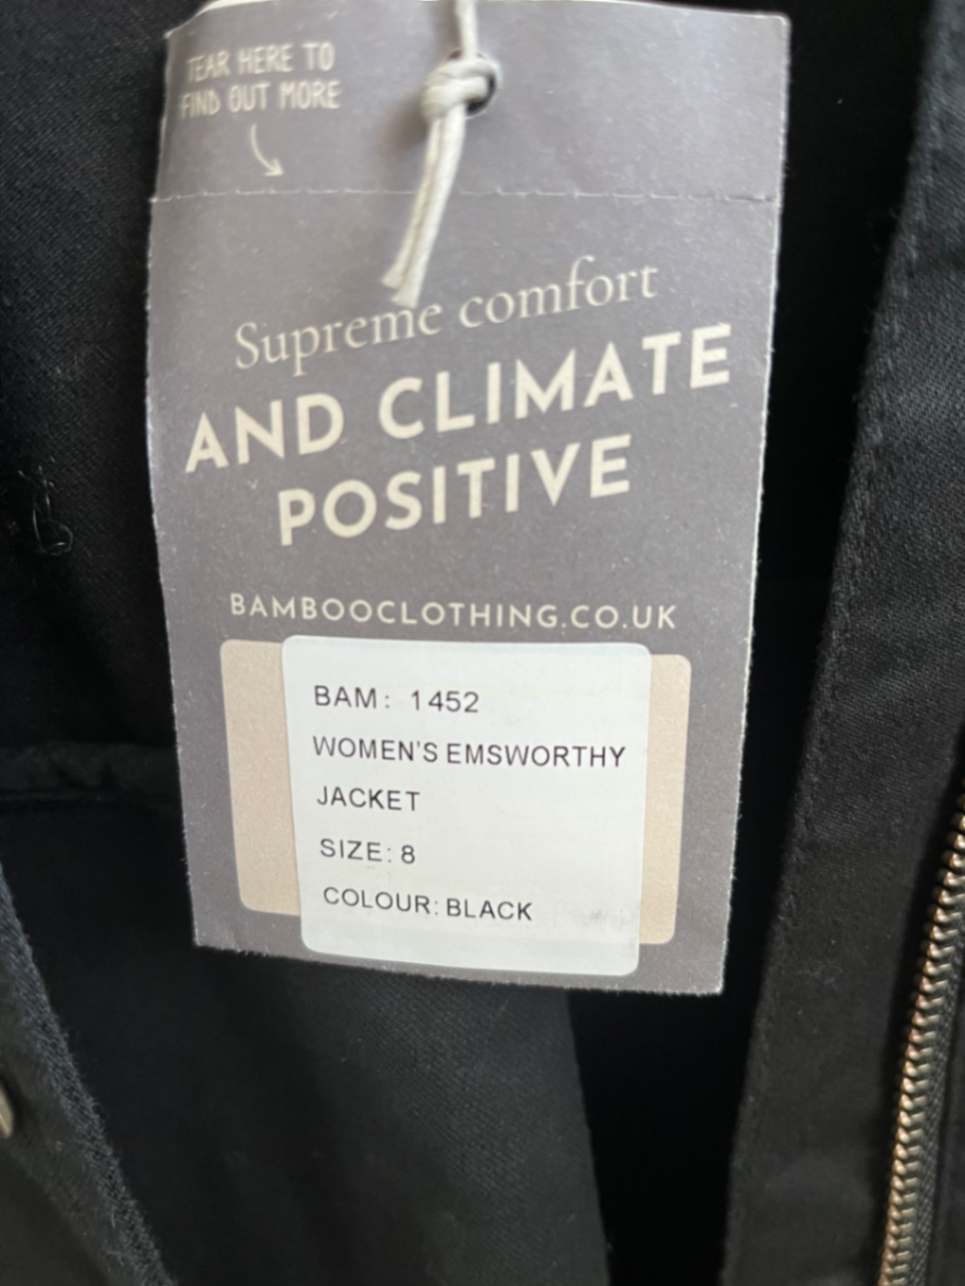 TEAR HERE TO
FIND OUT MORE
Supreme comfort
AND CLIMATE
POSITIVE
BAMBOOCLOTHING.CO.UK
BAM: 1452
WOMEN'S EMSWORTHY
JACKET
SIZE: 8
COLOUR: BLACK